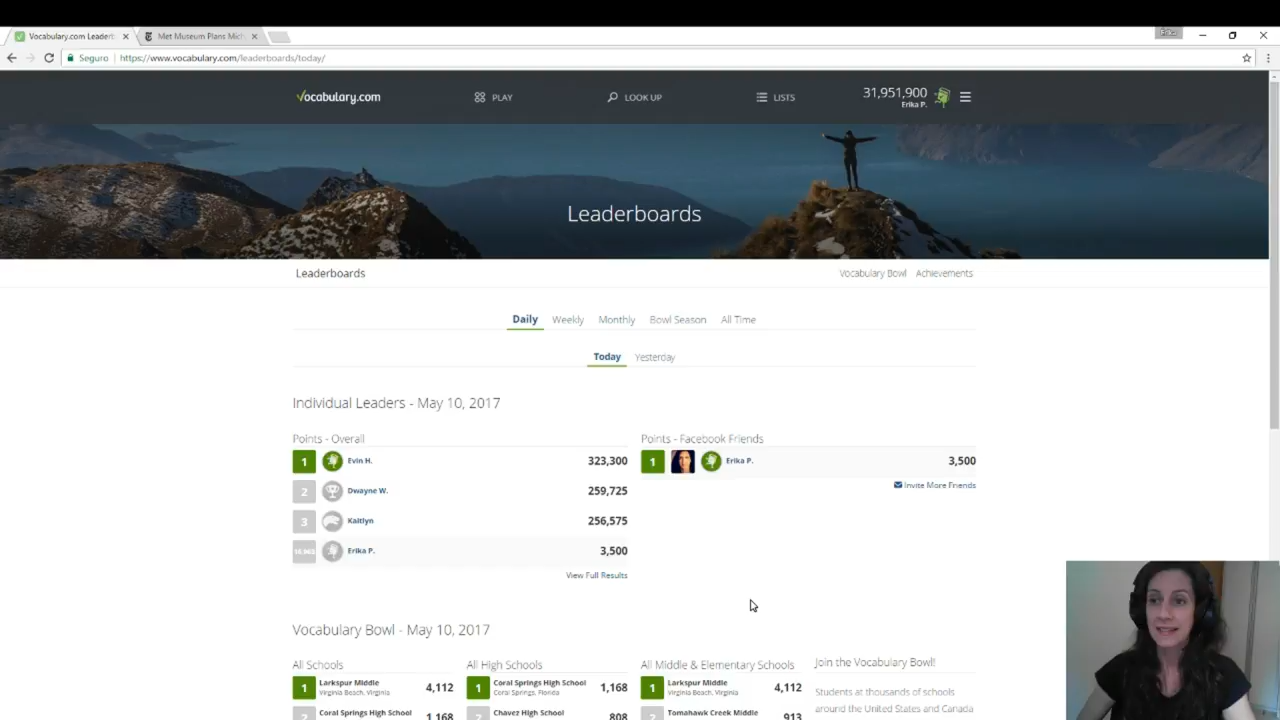 Vocabulary.com Leaderb
Met Museum Plans Mich
Erika
Seguro
https://www.vocabulary.com/leaderboards/today/
Vocabulary.com
PLAY
LOOK UP
LISTS
31,951,900
Erika P.
Leaderboards
Leaderboards
Vocabulary Bowl
Achievements
Daily
Weekly
Monthly
Bowl Season
All Time
Today
Yesterday
Individual Leaders - May 10, 2017
Points - Overall
1 Evin H. 323,300
2 Dwayne W. 259,725
3 Kaitlyn 256,575
Erika P. 3,500
View Full Results
Points - Facebook Friends
1 Erika P. 3,500
Invite More Friends
Vocabulary Bowl - May 10, 2017
All Schools
1 Larkspur Middle 4,112
Virginia Beach, Virginia
2 Coral Springs High School 1,168
All High Schools
1 Coral Springs High School 1,168
Coral Springs, Florida
2 Chavez High School 808
All Middle & Elementary Schools
1 Larkspur Middle 4,112
Virginia Beach, Virginia
2 Tomahawk Creek Middle 913
Join the Vocabulary Bowl!
Students at thousands of schools
around the United States and Canada